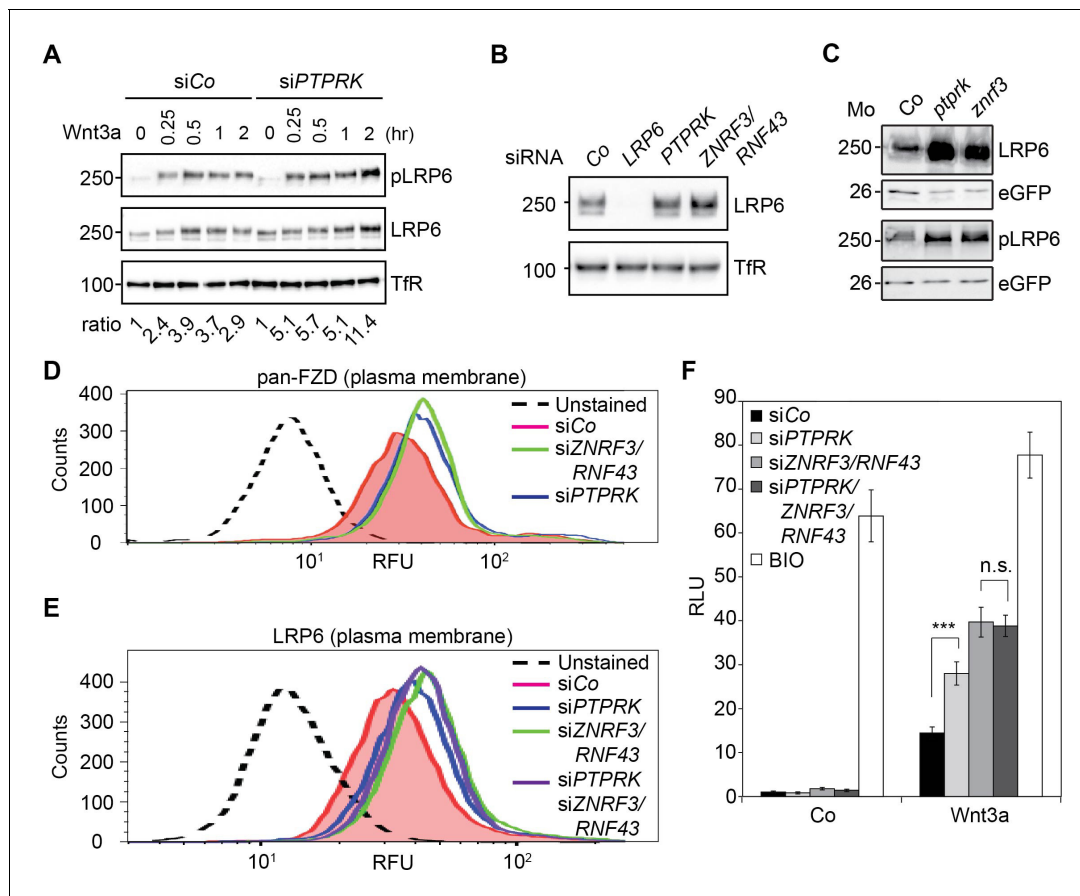 A
siCo siPTPRK
Wnt3a 0 0.25 0.5 1 2 0 0.25 0.5 1 2 (hr)
250 pLRP6
250 LRP6
100 TfR
ratio 1 2.4 3.9 3.7 2.9 1 5.1 5.7 5.1 11.4
B
siRNA Co LRP6 PTPRK ZNRF3/
RNF43
250 LRP6
100 TfR
C
Mo Co ptprk znrf3
250 LRP6
26 eGFP
250 pLRP6
26 eGFP
D
pan-FZD (plasma membrane)
Counts
400
300
200
100
0
10¹ RFU 10²
Unstained
siCo
siZNRF3/
RNF43
siPTPRK
E
LRP6 (plasma membrane)
Counts
400
300
200
100
0
10¹ RFU 10²
Unstained
siCo
siPTPRK
siZNRF3/
RNF43
siPTPRK
siZNRF3/
RNF43
F
RLU
90
80
70
60
50
40
30
20
10
0
siCo
siPTPRK
siZNRF3/RNF43
siPTPRK/
ZNRF3/
RNF43
BIO
n.s.
***
Co Wnt3a